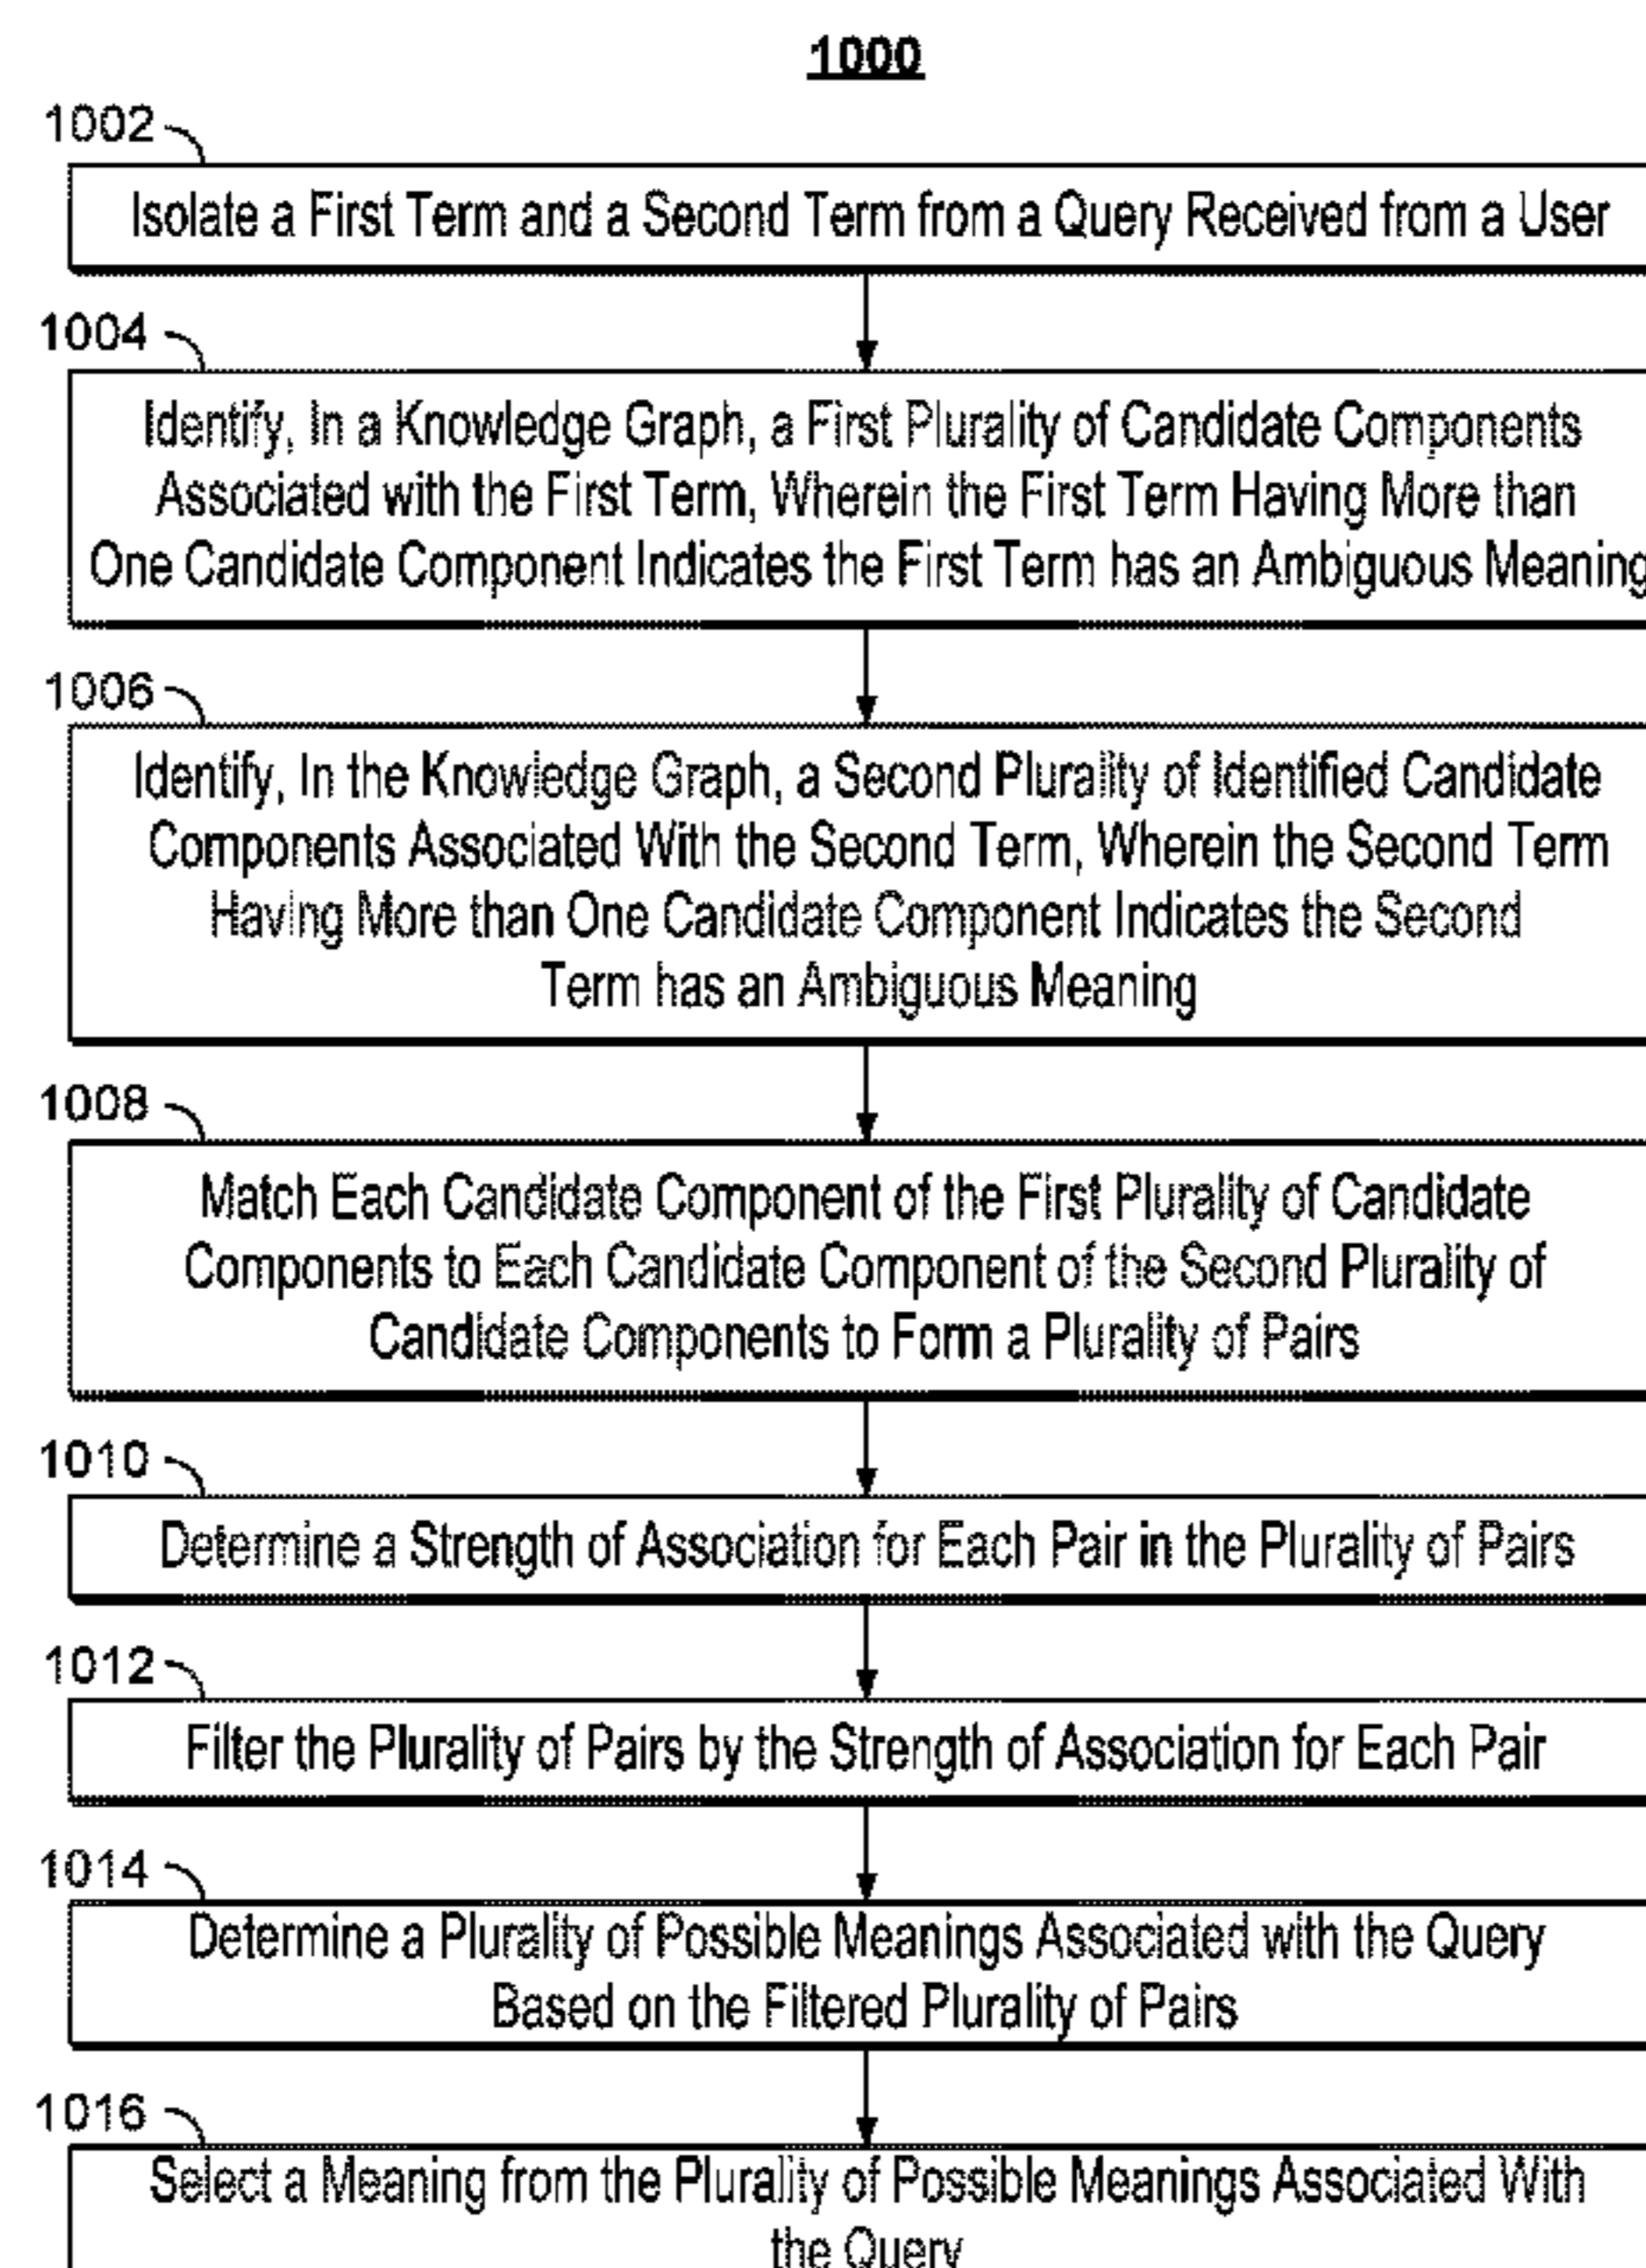 1000
1002
Isolate a First Term and a Second Term from a Query Received from a User
1004
Identify, In a Knowledge Graph, a First Plurality of Candidate Components
Associated with the First Term, Wherein the First Term Having More than
One Candidate Component Indicates the First Term has an Ambiguous Meaning
1006
Identify, In the Knowledge Graph, a Second Plurality of Identified Candidate
Components Associated With the Second Term, Wherein the Second Term
Having More than One Candidate Component Indicates the Second
Term has an Ambiguous Meaning
1008
Match Each Candidate Component of the First Plurality of Candidate
Components to Each Candidate Component of the Second Plurality of
Candidate Components to Form a Plurality of Pairs
1010
Determine a Strength of Association for Each Pair in the Plurality of Pairs
1012
Filter the Plurality of Pairs by the Strength of Association for Each Pair
1014
Determine a Plurality of Possible Meanings Associated with the Query
Based on the Filtered Plurality of Pairs
1016
Select a Meaning from the Plurality of Possible Meanings Associated With
the Query